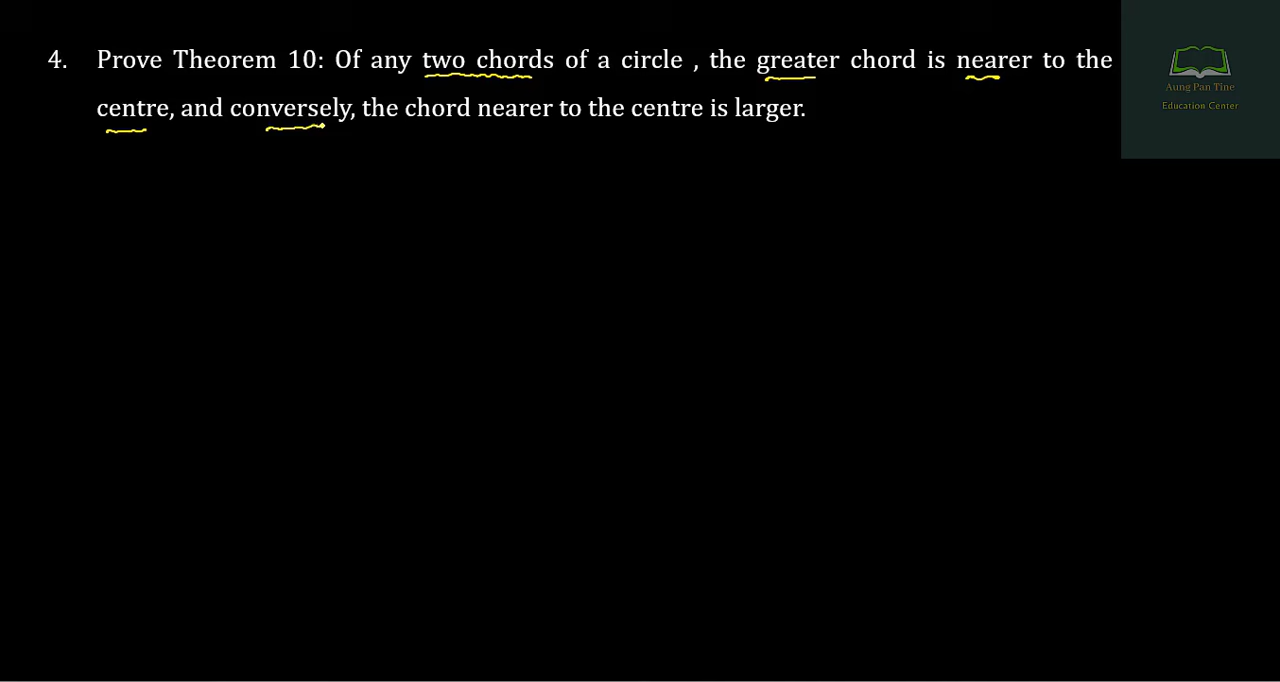 4. Prove Theorem 10: Of any two chords of a circle , the greater chord is nearer to the
centre, and conversely, the chord nearer to the centre is larger.
Aung Pan Tine
Education Center